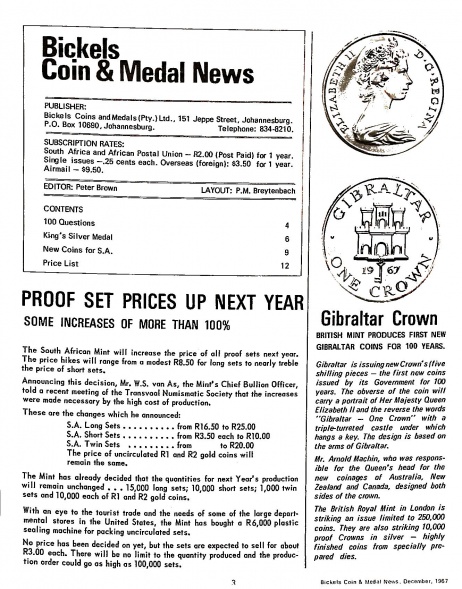 Bickels
Coin & Medal News
PUBLISHER:
Bickels Coins and Medals (Pty.) Ltd., 151 Jeppe Street, Johannesburg.
P.O. Box 10680, Johannesburg. Telephone: 834-8210.
SUBSCRIPTION RATES:
South Africa and African Postal Union – R2.00 (Post Paid) for 1 year.
Single issues –.25 cents each. Overseas (foreign): $3.50 for 1 year.
Airmail – $9.50.
EDITOR: Peter Brown LAYOUT: P.M. Breytenbach
CONTENTS
100 Questions 4
King's Silver Medal 6
New Coins for S.A. 9
Price List 12
PROOF SET PRICES UP NEXT YEAR
SOME INCREASES OF MORE THAN 100%
The South African Mint will increase the price of all proof sets next year.
The price hikes will range from a modest R8.50 for long sets to nearly treble
the price of short sets.
Announcing this decision, Mr. W.S. van As, the Mint's Chief Bullion Officer,
told a recent meeting of the Transvaal Numismatic Society that the increases
were made necessary by the high cost of production.
These are the changes which he announced:
S.A. Long Sets . . . . . . . . . . from R16.50 to R25.00
S.A. Short Sets . . . . . . . . . . from R3.50 each to R10.00
S.A. Twin Sets . . . . . . . . . . from to R20.00
The price of uncirculated R1 and R2 gold coins will
remain the same.
The Mint has already decided that the quantities for next Year's production
will remain unchanged . . . 15,000 long sets; 10,000 short sets; 1,000 twin
sets and 10,000 each of R1 and R2 gold coins.
With an eye to the tourist trade and the needs of some of the large depart-
mental stores in the United States, the Mint has bought a R6,000 plastic
sealing machine for packing uncirculated sets.
No price has been decided on yet, but the sets are expected to sell for about
R3.00 each. There will be no limit to the quantity produced and the produc-
tion order could go as high as 100,000 sets.
ELIZABETH II D·G·REGINA
GIBRALTAR
1967
ONE CROWN
Gibraltar Crown
BRITISH MINT PRODUCES FIRST NEW
GIBRALTAR COINS FOR 100 YEARS.
Gibraltar is issuing new Crown's (five
shilling pieces – the first new coins
issued by its Government for 100
years. The obverse of the coin will
carry a portrait of Her Majesty Queen
Elizabeth II and the reverse the words
"Gibraltar – One Crown" with a
triple-turreted castle under which
hangs a key. The design is based on
the arms of Gibraltar.
Mr. Arnold Machin, who was respons-
ible for the Queen's head for the
new coinages of Australia, New
Zealand and Canada, designed both
sides of the crown.
The British Royal Mint in London is
striking an issue limited to 250,000
coins. They are also striking 10,000
proof Crowns in silver – highly
finished coins from specially pre-
pared dies.
3
Bickels Coin & Medal News, December, 1967